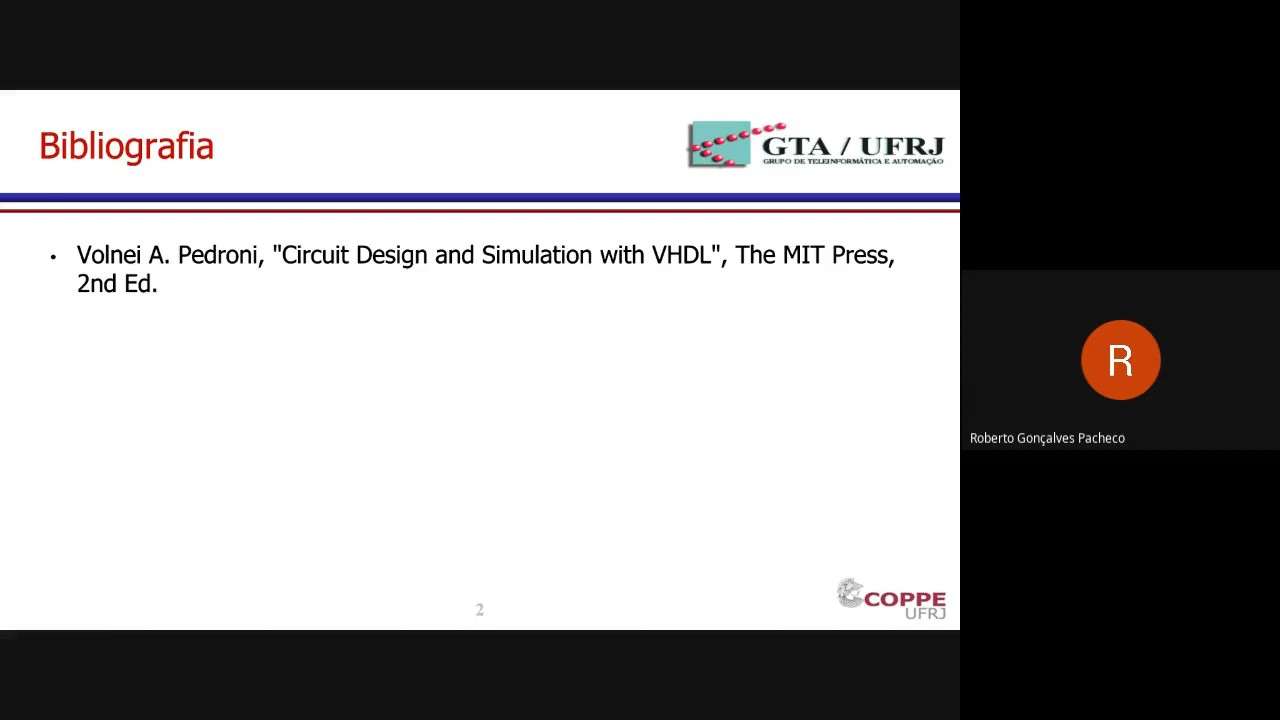 Bibliografia
GTA / UFRJ
GRUPO DE TELEINFORMÁTICA E AUTOMAÇÃO
• Volnei A. Pedroni, "Circuit Design and Simulation with VHDL", The MIT Press,
2nd Ed.
R
Roberto Gonçalves Pacheco
2
COPPE
UFRJ